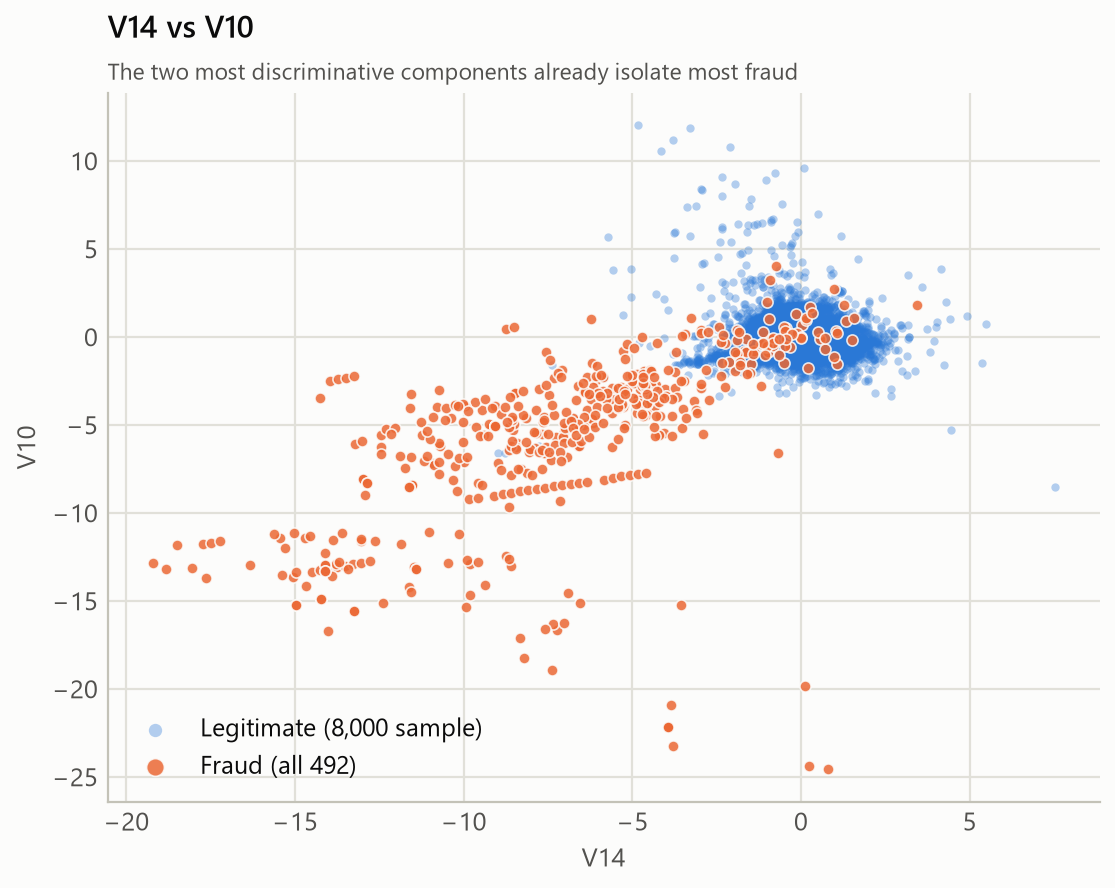 V14 vs V10
The two most discriminative components already isolate most fraud
10
5
0
−5
−10
−15
−20
−25
V10
Legitimate (8,000 sample)
Fraud (all 492)
−20
−15
−10
−5
0
5
V14